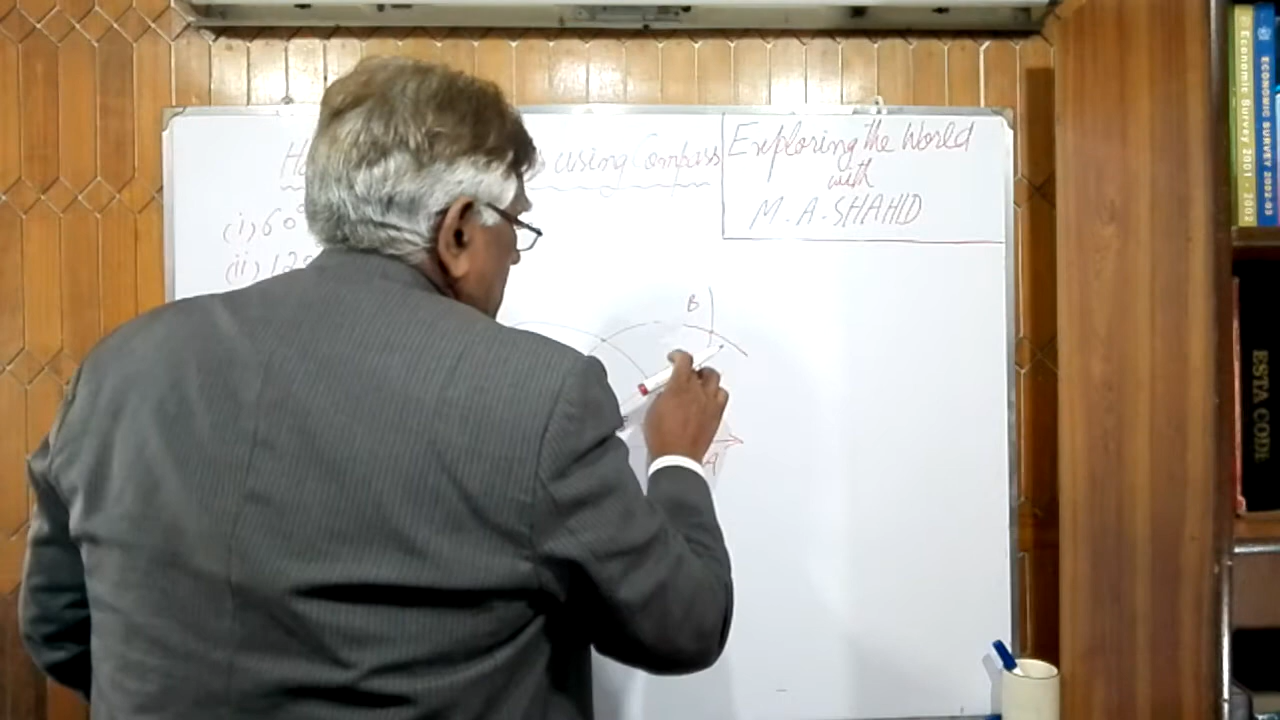 using Compass
Exploring the World
with
M. A. SHAHID
(i) 60°
(ii) 12
B
A
Economic Survey 2001 - 2002
ECONOMIC SURVEY 2002-03
ESTA CODE